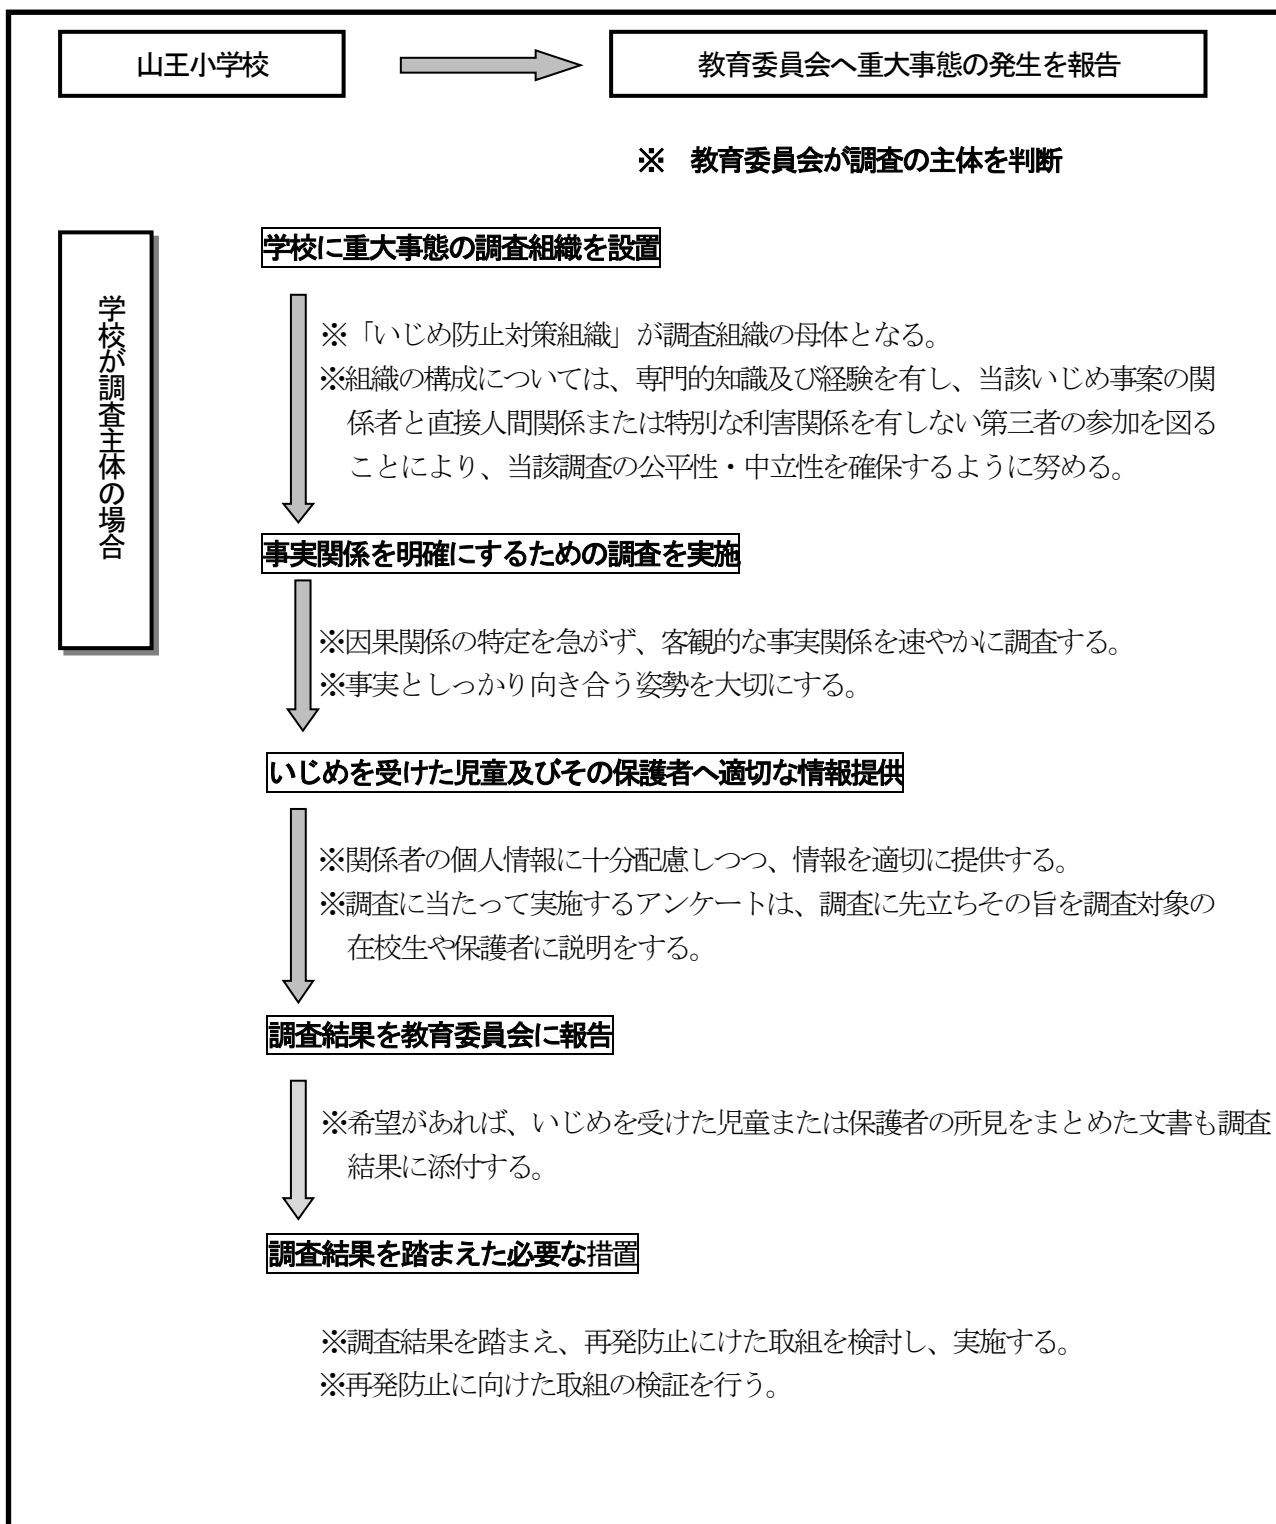 山王小学校
教育委員会へ重大事態の発生を報告
※　教育委員会が調査の主体を判断
学校が調査主体の場合
学校に重大事態の調査組織を設置
※「いじめ防止対策組織」が調査組織の母体となる。
※組織の構成については、専門的知識及び経験を有し、当該いじめ事案の関
係者と直接人間関係または特別な利害関係を有しない第三者の参加を図る
ことにより、当該調査の公平性・中立性を確保するように努める。
事実関係を明確にするための調査を実施
※因果関係の特定を急がず、客観的な事実関係を速やかに調査する。
※事実としっかり向き合う姿勢を大切にする。
いじめを受けた児童及びその保護者へ適切な情報提供
※関係者の個人情報に十分配慮しつつ、情報を適切に提供する。
※調査に当たって実施するアンケートは、調査に先立ちその旨を調査対象の
在校生や保護者に説明をする。
調査結果を教育委員会に報告
※希望があれば、いじめを受けた児童または保護者の所見をまとめた文書も調査
結果に添付する。
調査結果を踏まえた必要な措置
※調査結果を踏まえ、再発防止にけた取組を検討し、実施する。
※再発防止に向けた取組の検証を行う。